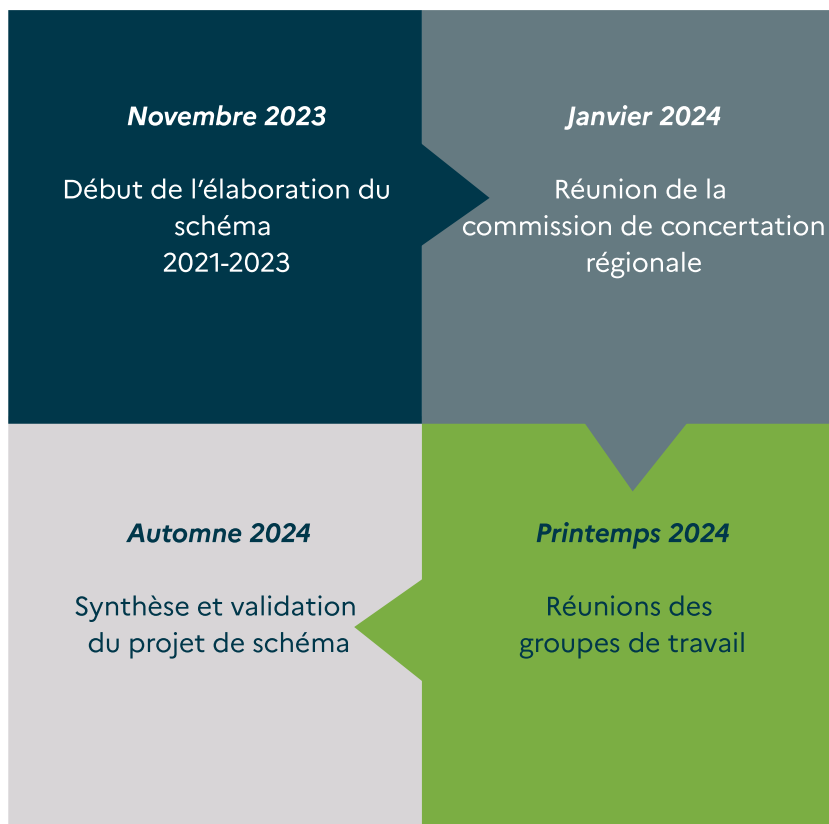 Novembre 2023
Début de l'élaboration du
schéma
2021-2023
Janvier 2024
Réunion de la
commission de concertation
régionale
Printemps 2024
Réunions des
groupes de travail
Automne 2024
Synthèse et validation
du projet de schéma